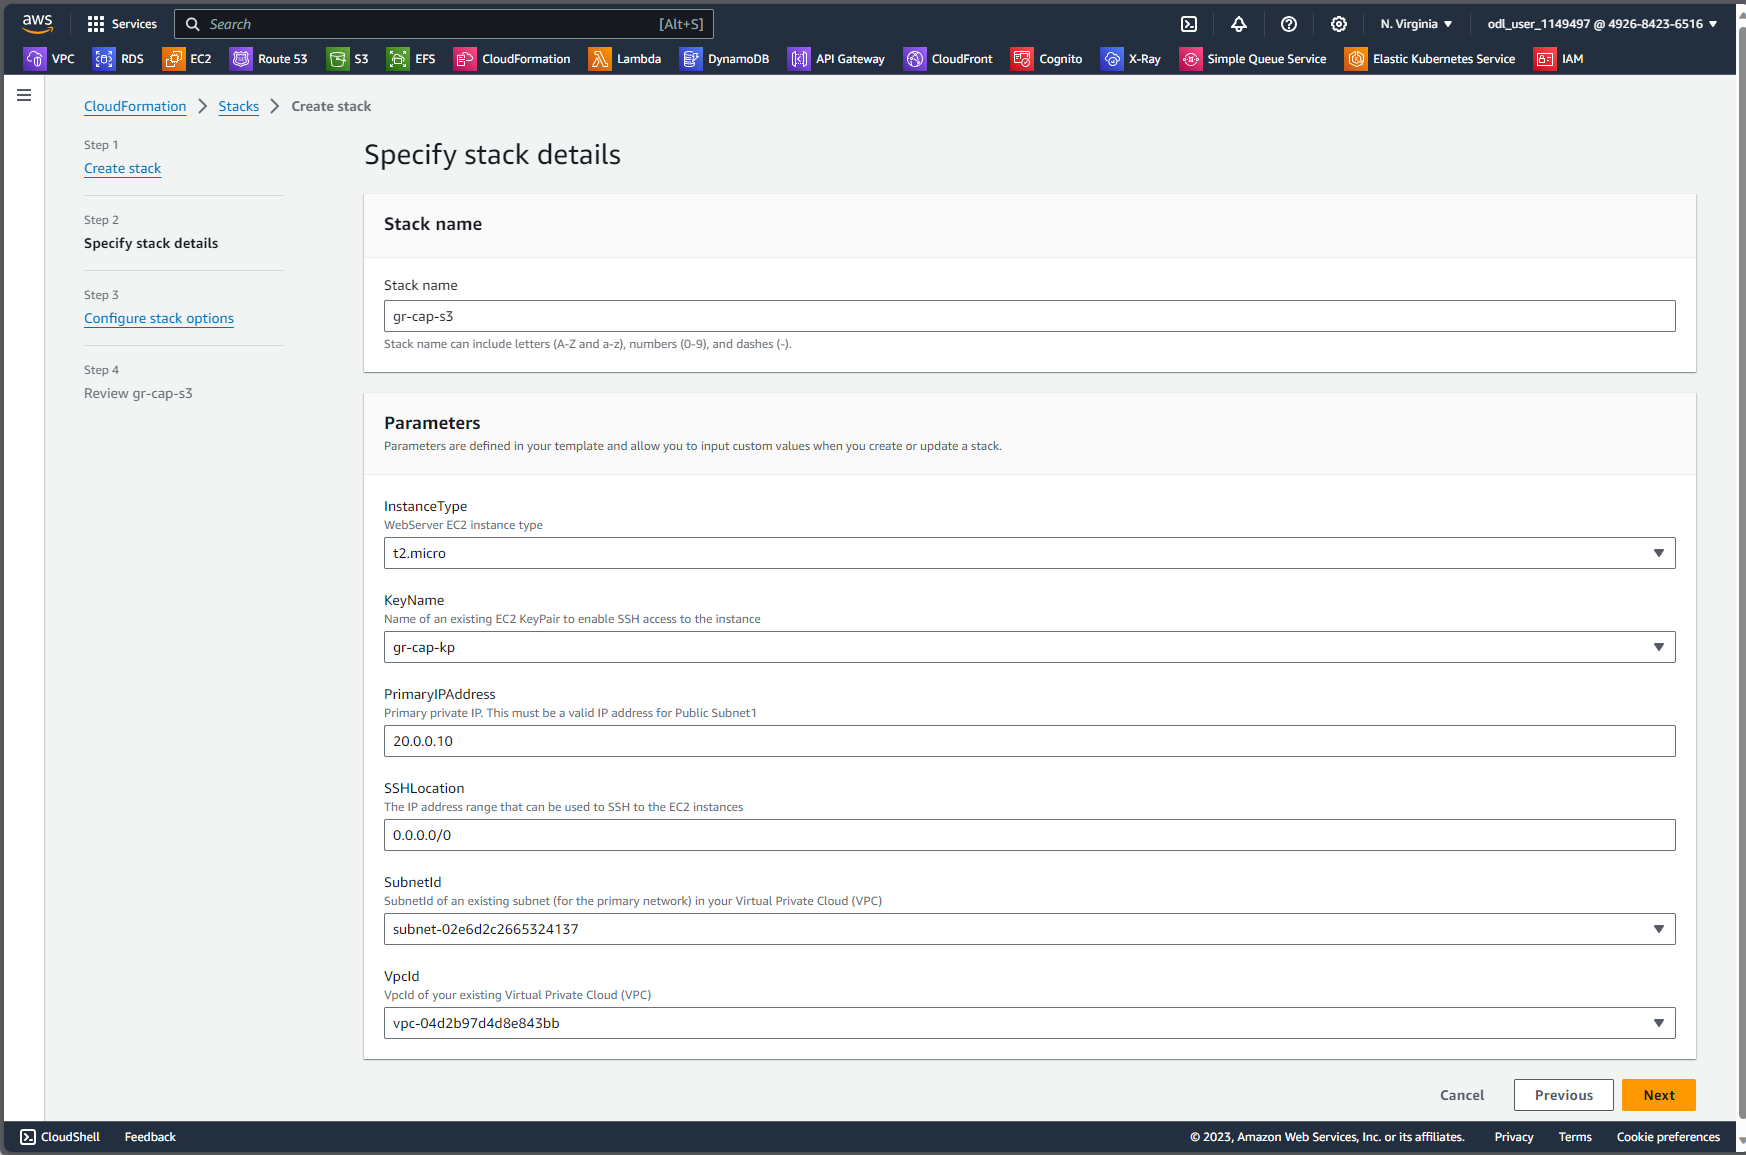 aws Services Search [Alt+S] N. Virginia odl_user_1149497 @ 4926-8423-6516
VPC RDS EC2 Route 53 S3 EFS CloudFormation Lambda DynamoDB API Gateway CloudFront Cognito X-Ray Simple Queue Service Elastic Kubernetes Service IAM
CloudFormation Stacks Create stack
Step 1
Create stack
Step 2
Specify stack details
Step 3
Configure stack options
Step 4
Review gr-cap-s3
Specify stack details
Stack name
Stack name
gr-cap-s3
Stack name can include letters (A-Z and a-z), numbers (0-9), and dashes (-).
Parameters
Parameters are defined in your template and allow you to input custom values when you create or update a stack.
InstanceType
WebServer EC2 instance type
t2.micro
KeyName
Name of an existing EC2 KeyPair to enable SSH access to the instance
gr-cap-kp
PrimaryIPAddress
Primary private IP. This must be a valid IP address for Public Subnet1
20.0.0.10
SSHLocation
The IP address range that can be used to SSH to the EC2 instances
0.0.0.0/0
SubnetId
SubnetId of an existing subnet (for the primary network) in your Virtual Private Cloud (VPC)
subnet-02e6d2c2665324137
VpcId
VpcId of your existing Virtual Private Cloud (VPC)
vpc-04d2b97d4d8e843bb
Cancel Previous Next
CloudShell Feedback © 2023, Amazon Web Services, Inc. or its affiliates. Privacy Terms Cookie preferences